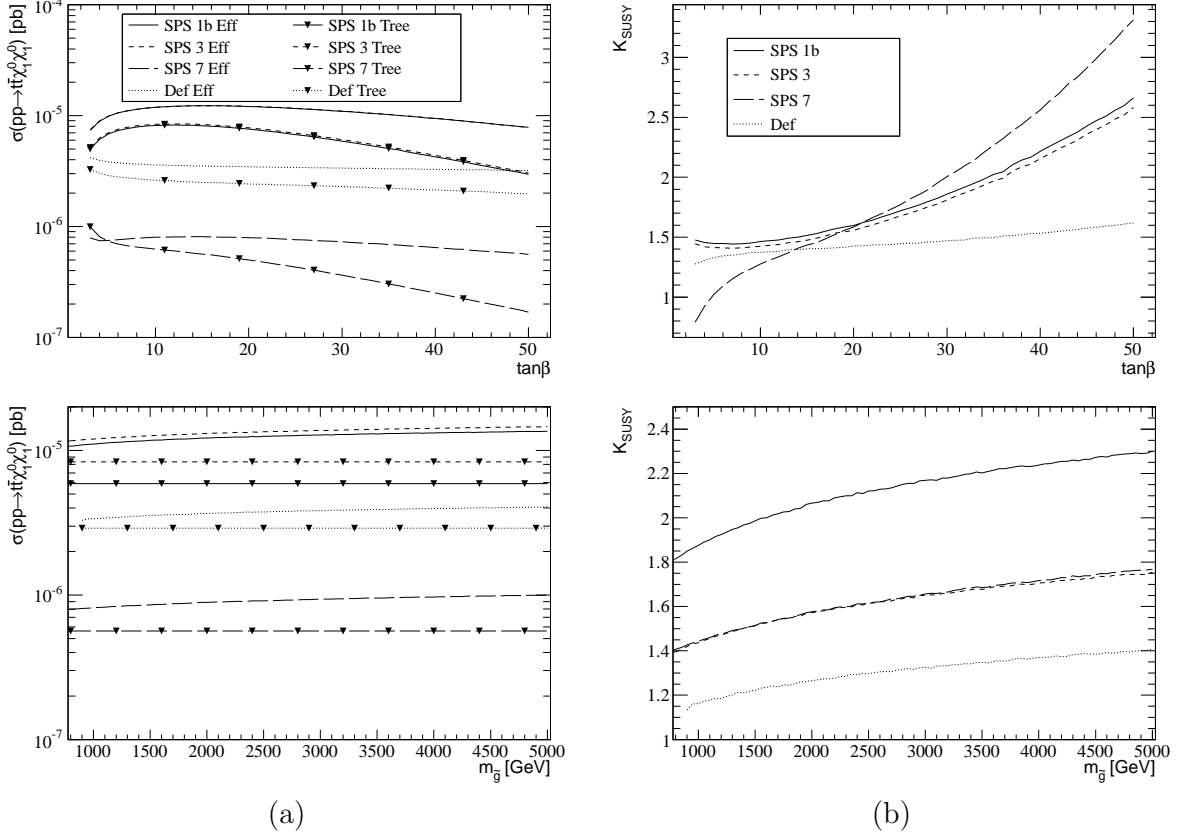 σ(pp→tt̄χ̃₁⁰χ̃₁⁰) [pb]
10⁻⁴
10⁻⁵
10⁻⁶
10⁻⁷
SPS 1b Eff
SPS 3 Eff
SPS 7 Eff
Def Eff
SPS 1b Tree
SPS 3 Tree
SPS 7 Tree
Def Tree
10 20 30 40 50
tanβ
K_SUSY
3
2.5
2
1.5
1
SPS 1b
SPS 3
SPS 7
Def
10 20 30 40 50
tanβ
σ(pp→tt̄χ̃₁⁰χ̃₁⁰) [pb]
10⁻⁵
10⁻⁶
10⁻⁷
1000 1500 2000 2500 3000 3500 4000 4500 5000
m_g̃ [GeV]
K_SUSY
2.4
2.2
2
1.8
1.6
1.4
1.2
1
1000 1500 2000 2500 3000 3500 4000 4500 5000
m_g̃ [GeV]
(a)
(b)